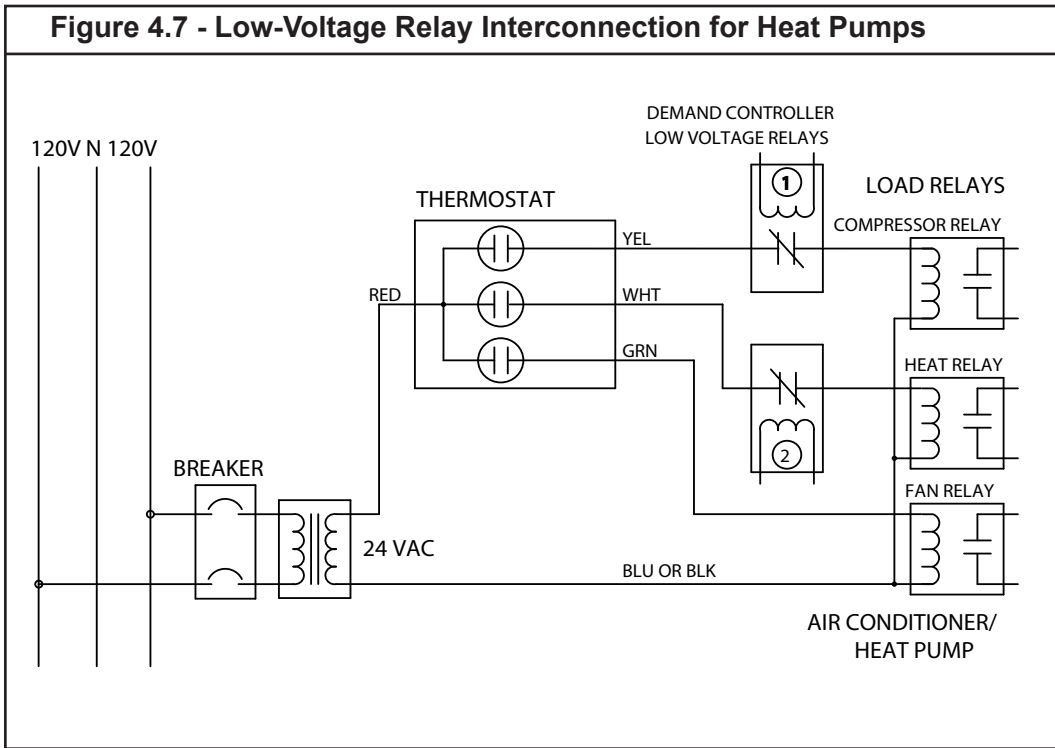 Figure 4.7 - Low-Voltage Relay Interconnection for Heat Pumps
DEMAND CONTROLLER
LOW VOLTAGE RELAYS
120V N 120V
1
LOAD RELAYS
THERMOSTAT
COMPRESSOR RELAY
YEL
RED
WHT
GRN
HEAT RELAY
2
BREAKER
FAN RELAY
24 VAC
BLU OR BLK
AIR CONDITIONER/
HEAT PUMP